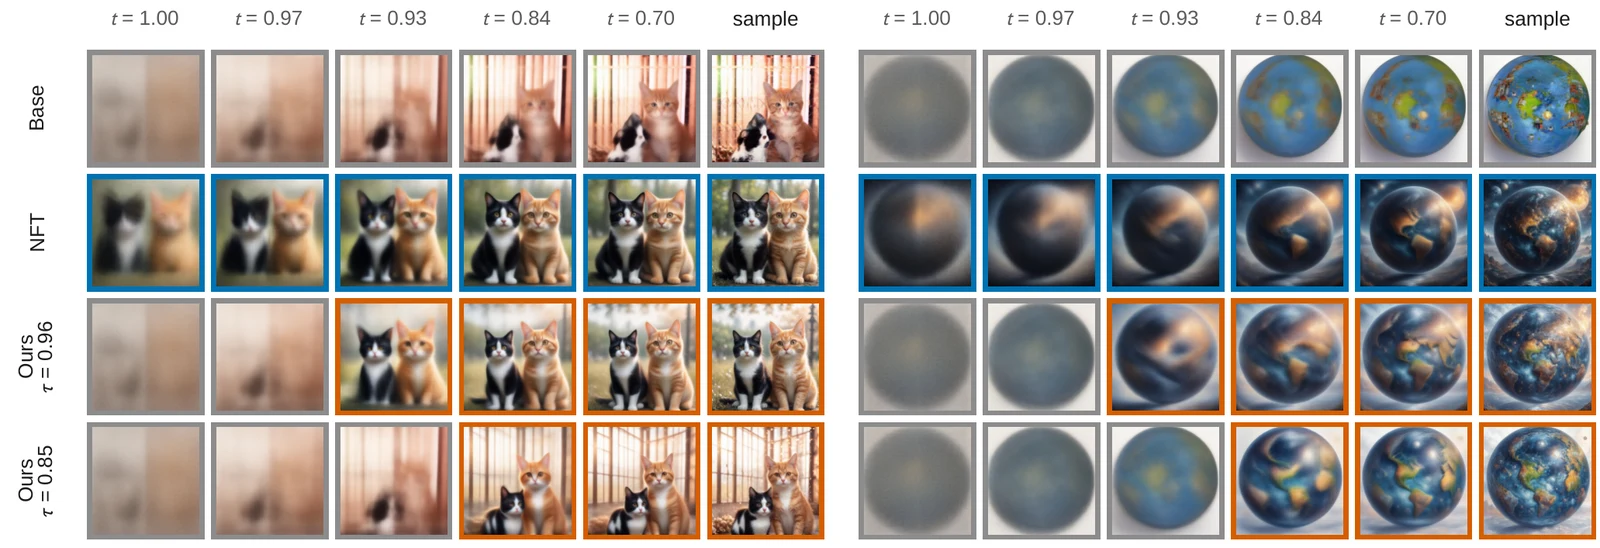 t = 1.00 t = 0.97 t = 0.93 t = 0.84 t = 0.70 sample t = 1.00 t = 0.97 t = 0.93 t = 0.84 t = 0.70 sample
Base
NFT
Ours
τ = 0.96
Ours
τ = 0.85